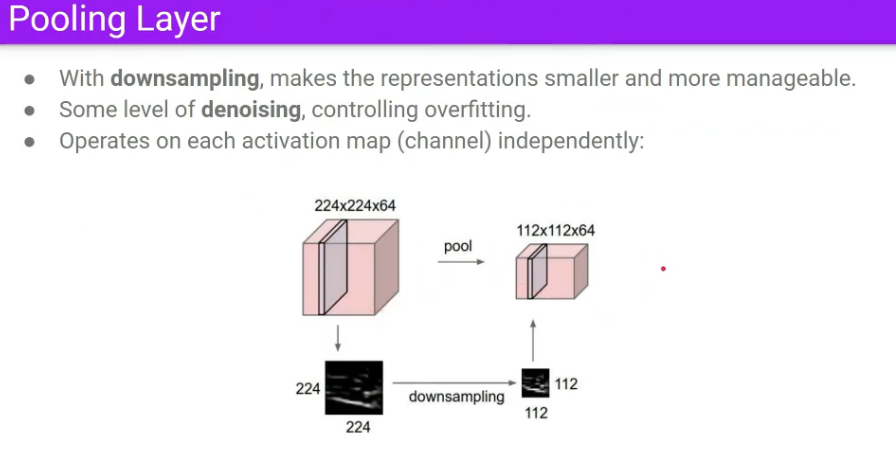 Pooling Layer
● With downsampling, makes the representations smaller and more manageable.
● Some level of denoising, controlling overfitting.
● Operates on each activation map (channel) independently:
224x224x64
112x112x64
pool
224
224
downsampling
112
112